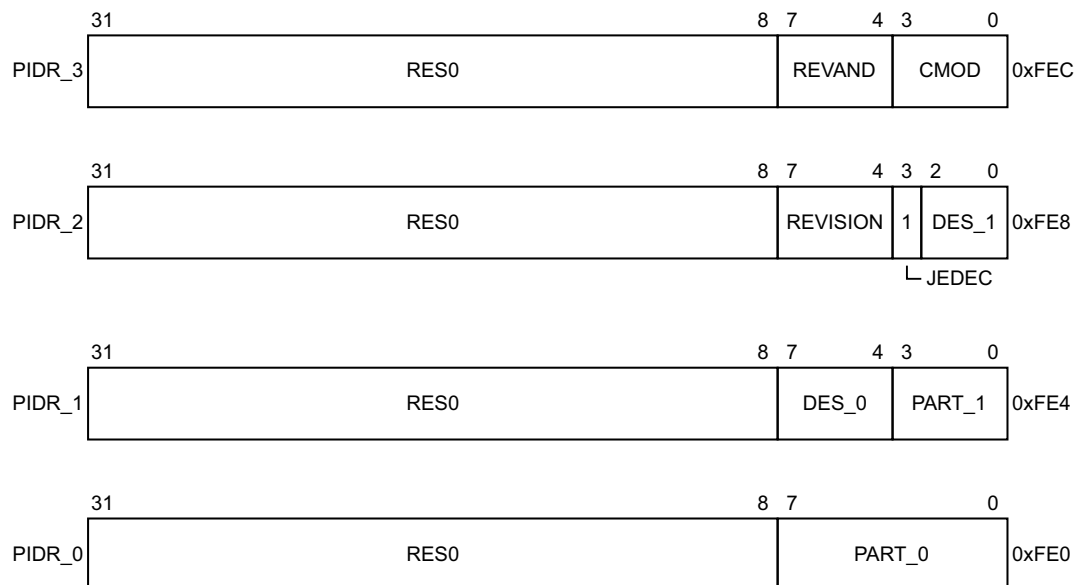 31 8 7 4 3 0
PIDR_3 RES0 REVAND CMOD 0xFEC
31 8 7 4 3 2 0
PIDR_2 RES0 REVISION 1 DES_1 0xFE8
JEDEC
31 8 7 4 3 0
PIDR_1 RES0 DES_0 PART_1 0xFE4
31 8 7 0
PIDR_0 RES0 PART_0 0xFE0